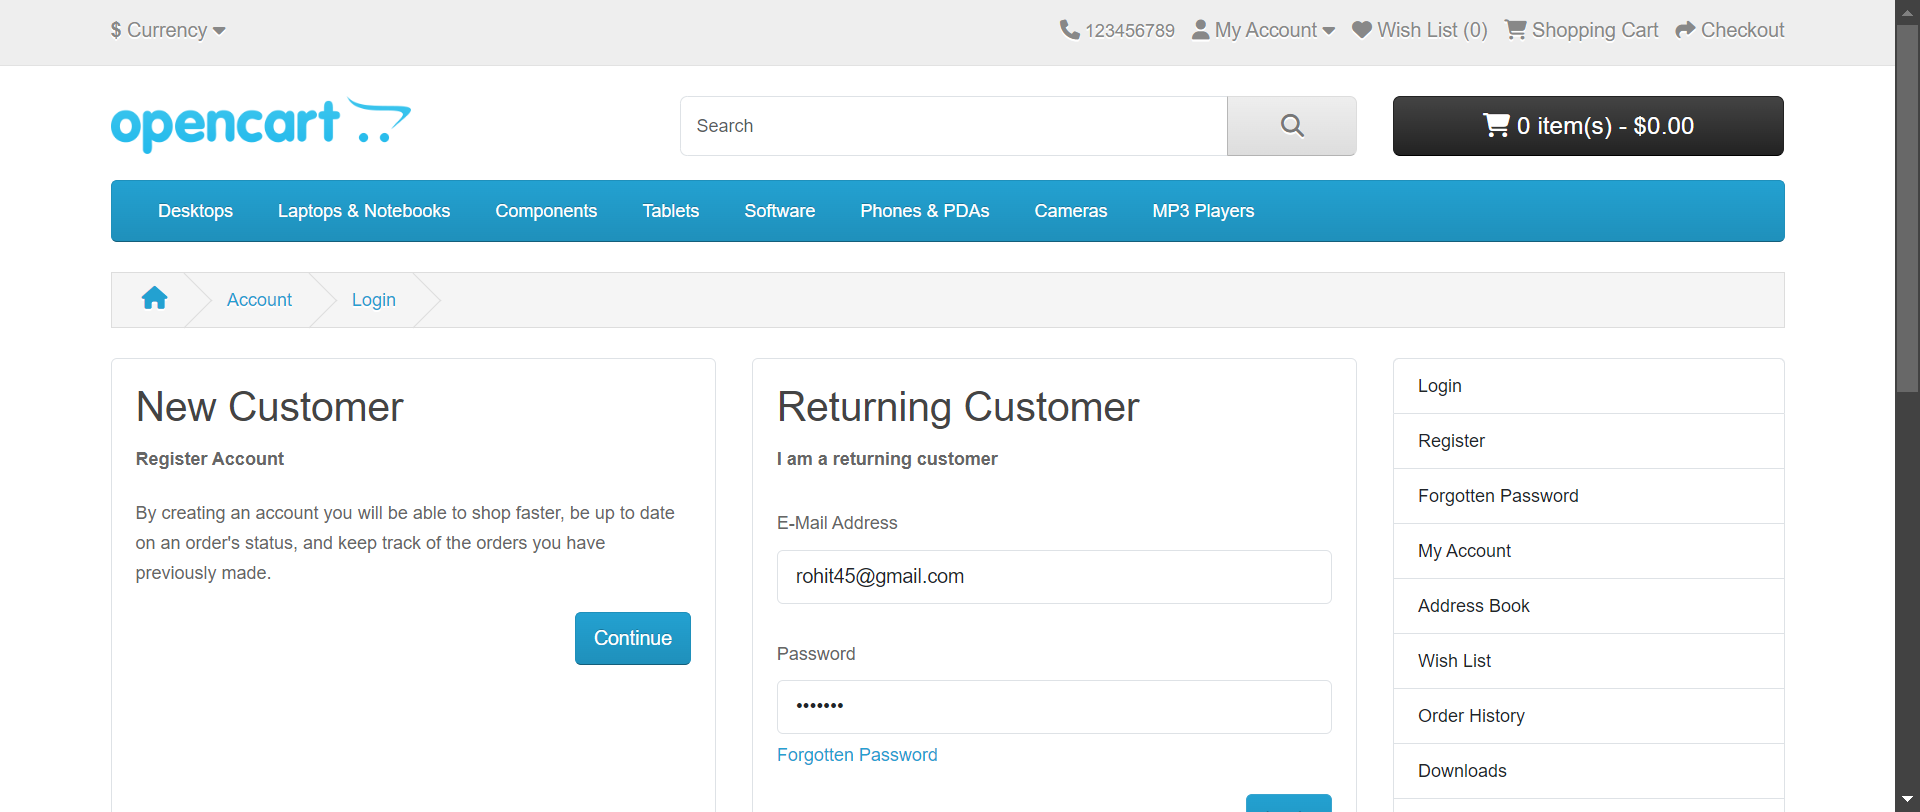 $ Currency
123456789 My Account Wish List (0) Shopping Cart Checkout
opencart
Search
0 item(s) - $0.00
Desktops Laptops & Notebooks Components Tablets Software Phones & PDAs Cameras MP3 Players
Account Login
New Customer
Register Account
By creating an account you will be able to shop faster, be up to date
on an order's status, and keep track of the orders you have
previously made.
Continue
Returning Customer
I am a returning customer
E-Mail Address
rohit45@gmail.com
Password
•••••••
Forgotten Password
Login
Register
Forgotten Password
My Account
Address Book
Wish List
Order History
Downloads